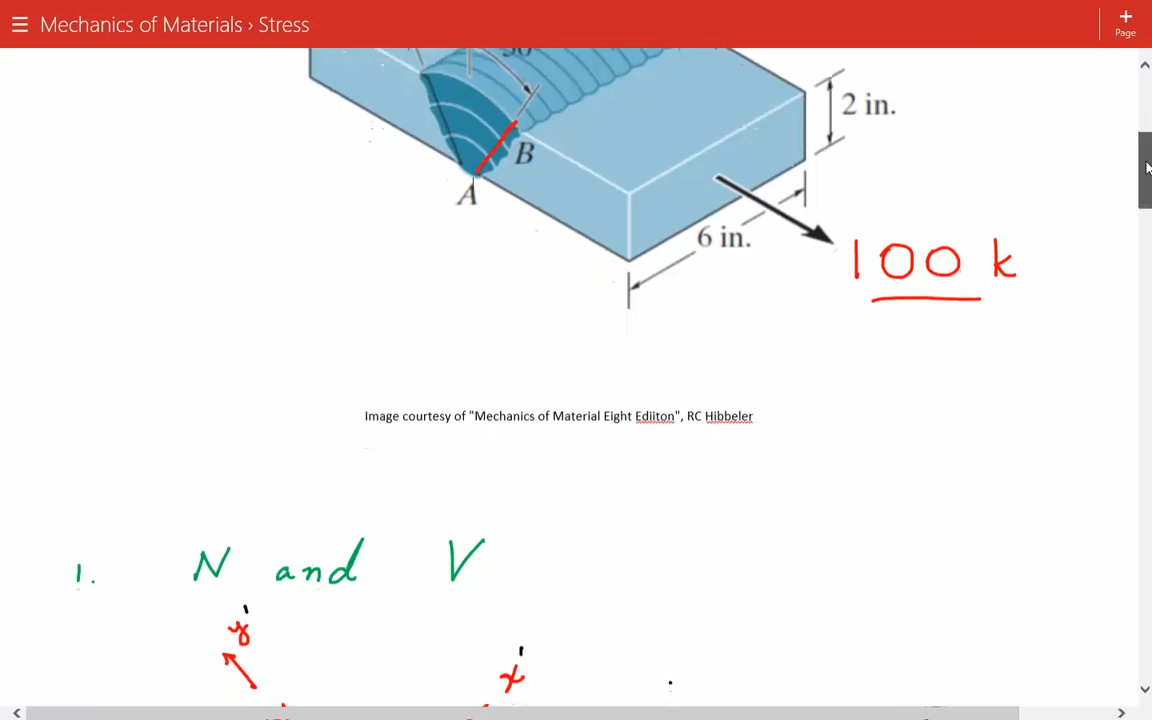 Mechanics of Materials › Stress
Page
2 in.
B
A
6 in.
100 k
Image courtesy of "Mechanics of Material Eight Ediiton", RC Hibbeler
1. N and V
y'
x'